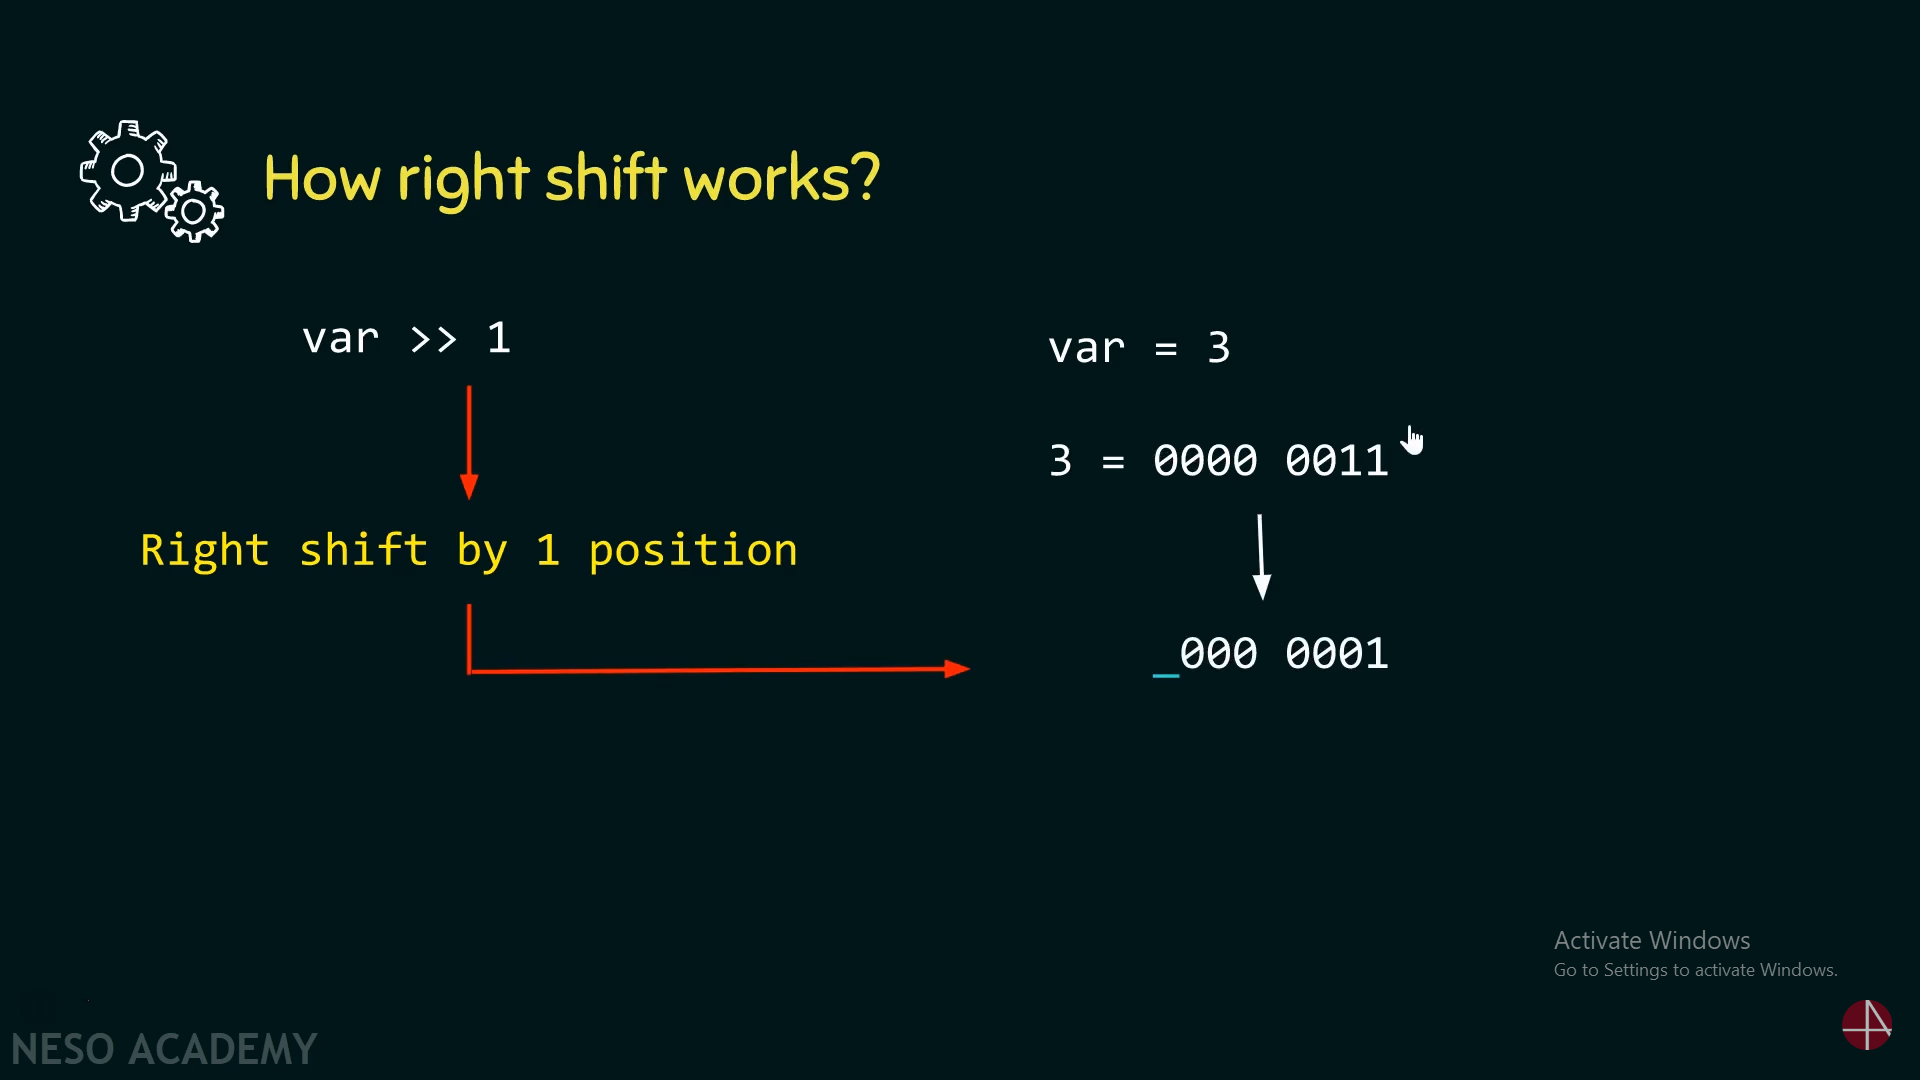 How right shift works?
var >> 1
var = 3
3 = 0000 0011
Right shift by 1 position
_000 0001
Activate Windows
Go to Settings to activate Windows.
NESO ACADEMY